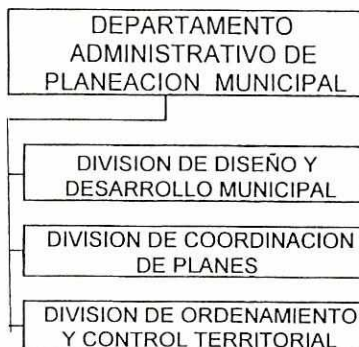 DEPARTAMENTO
ADMINISTRATIVO DE
PLANEACION MUNICIPAL
DIVISION DE DISEÑO Y
DESARROLLO MUNICIPAL
DIVISION DE COORDINACION
DE PLANES
DIVISION DE ORDENAMIENTO
Y CONTROL TERRITORIAL